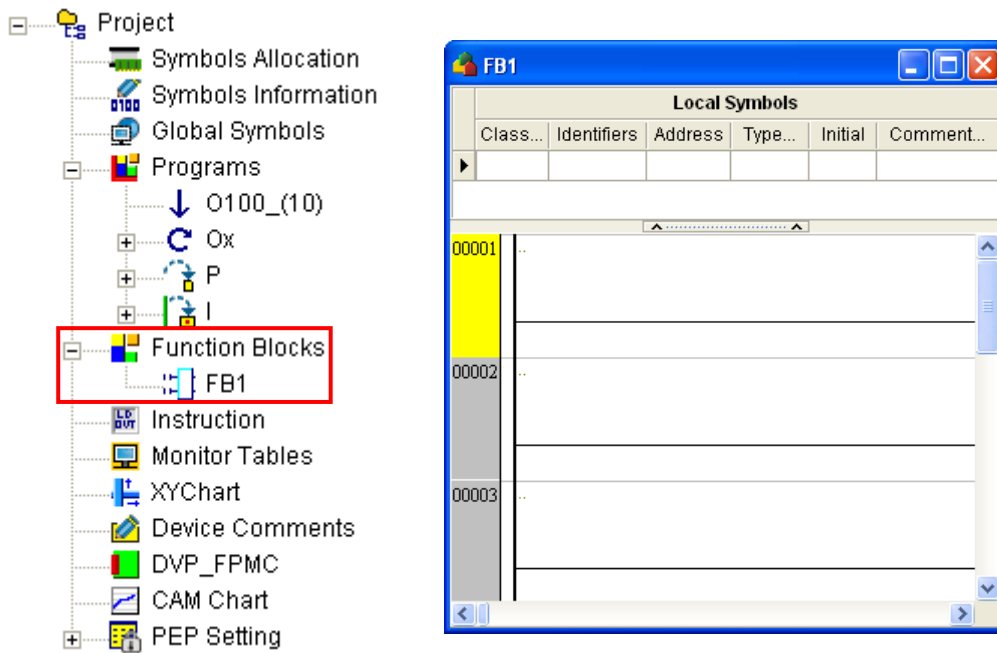 Project
Symbols Allocation
Symbols Information
Global Symbols
Programs
O100_(10)
Ox
P
I
Function Blocks
FB1
Instruction
Monitor Tables
XYChart
Device Comments
DVP_FPMC
CAM Chart
PEP Setting
FB1
Local Symbols
Class... Identifiers Address Type... Initial Comment...
00001
00002
00003